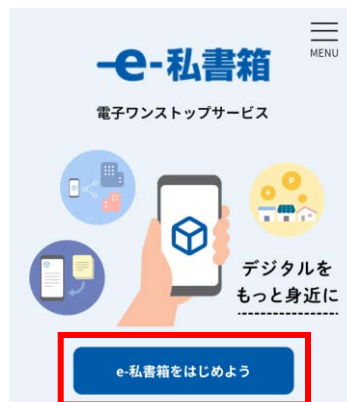 e-私書箱
MENU
電子ワンストップサービス
デジタルを
もっと身近に
e-私書箱をはじめよう